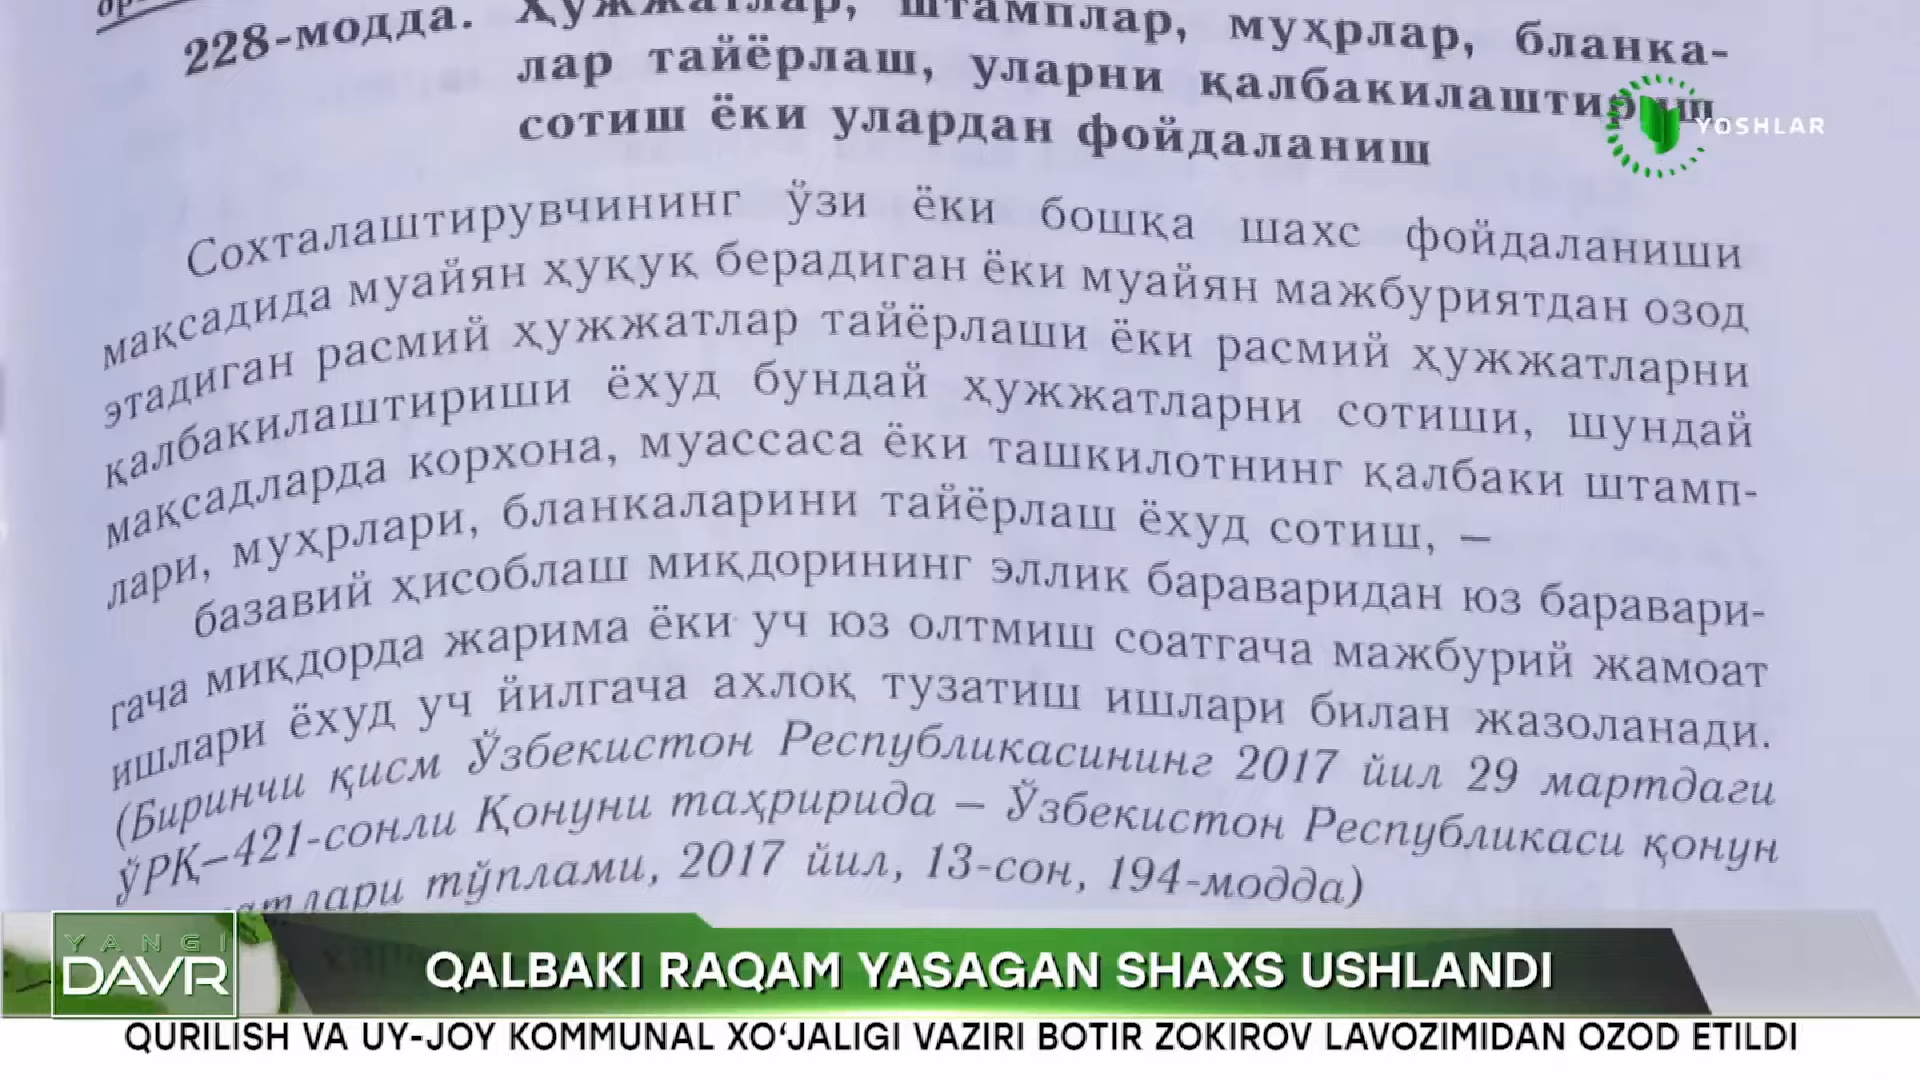 228-модда. Ҳужжатлар, штамплар, муҳрлар, бланка-
лар тайёрлаш, уларни қалбакилаштириш,
сотиш ёки улардан фойдаланиш
YOSHLAR
Сохталаштирувчининг ўзи ёки бошқа шахс фойдаланиши
мақсадида муайян ҳуқуқ берадиган ёки муайян мажбуриятдан озод
этадиган расмий ҳужжатлар тайёрлаши ёки расмий ҳужжатларни
қалбакилаштириши ёхуд бундай ҳужжатларни сотиши, шундай
мақсадларда корхона, муассаса ёки ташкилотнинг қалбаки штамп-
лари, муҳрлари, бланкаларини тайёрлаш ёхуд сотиш, –
базавий ҳисоблаш миқдорининг эллик бараваридан юз баравари-
гача миқдорда жарима ёки уч юз олтмиш соатгача мажбурий жамоат
ишлари ёхуд уч йилгача ахлоқ тузатиш ишлари билан жазоланади.
(Биринчи қисм Ўзбекистон Республикасининг 2017 йил 29 мартдаги
ЎРҚ–421-сонли Қонуни таҳририда – Ўзбекистон Республикаси қонун
тўплами, 2017 йил, 13-сон, 194-модда)
YANGI
DAVR
QALBAKI RAQAM YASAGAN SHAXS USHLANDI
QURILISH VA UY-JOY KOMMUNAL XO‘JALIGI VAZIRI BOTIR ZOKIROV LAVOZIMIDAN OZOD ETILDI